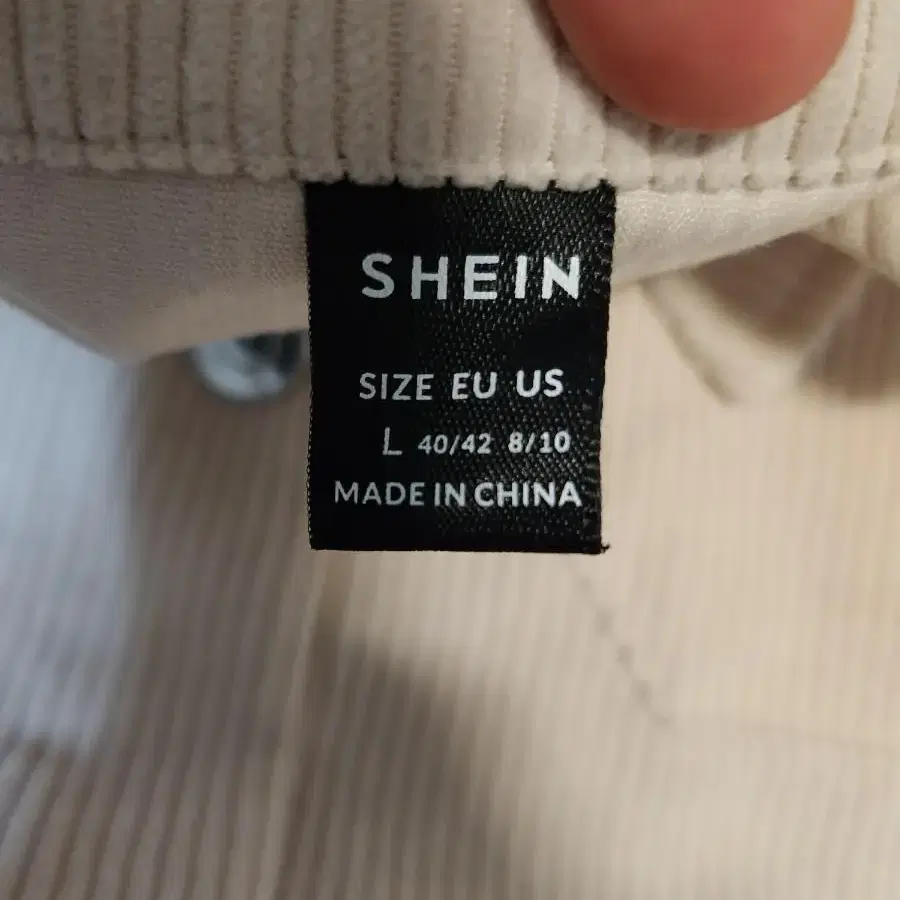 SHEIN
SIZE EU US
L 40/42 8/10
MADE IN CHINA